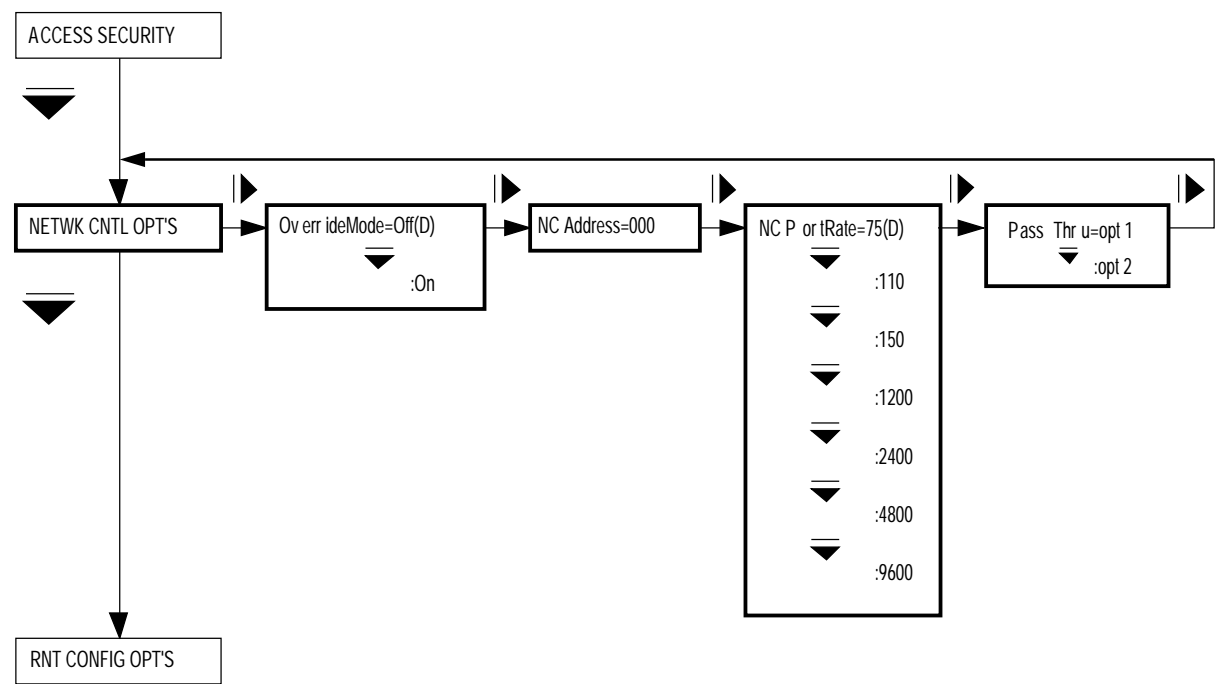 ACCESS SECURITY
NETWK CNTL OPT'S
Ov err ideMode=Off(D)
:On
NC Address=000
NC P or tRate=75(D)
:110
:150
:1200
:2400
:4800
:9600
Pass Thr u=opt 1
:opt 2
RNT CONFIG OPT'S